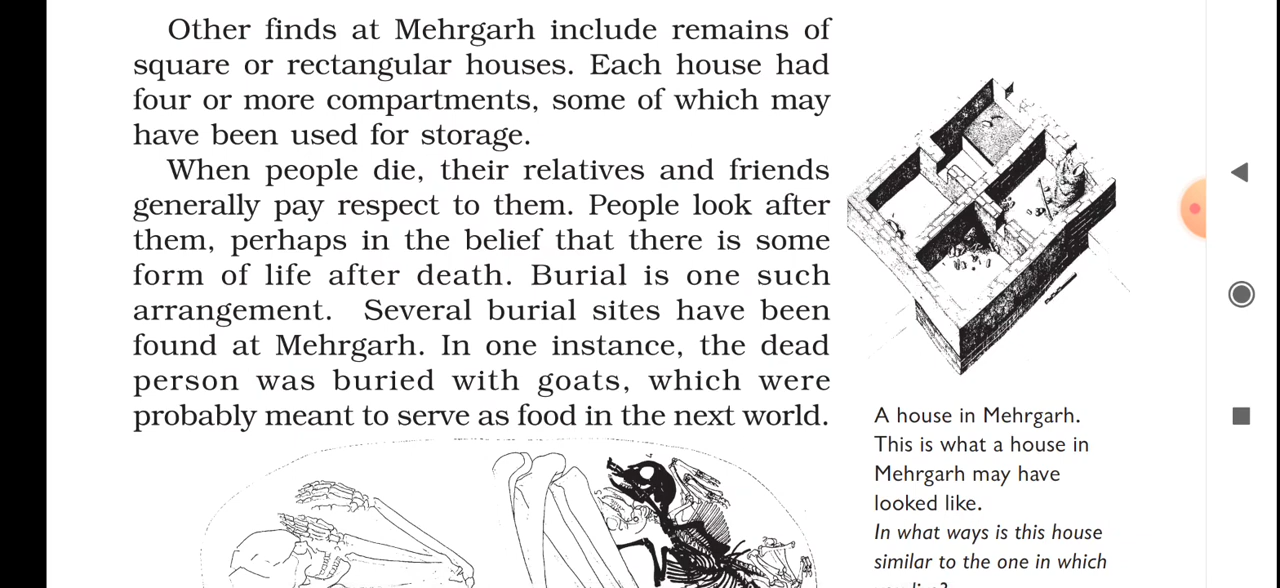 Other finds at Mehrgarh include remains of
square or rectangular houses. Each house had
four or more compartments, some of which may
have been used for storage.
When people die, their relatives and friends
generally pay respect to them. People look after
them, perhaps in the belief that there is some
form of life after death. Burial is one such
arrangement. Several burial sites have been
found at Mehrgarh. In one instance, the dead
person was buried with goats, which were
probably meant to serve as food in the next world.
A house in Mehrgarh.
This is what a house in
Mehrgarh may have
looked like.
In what ways is this house
similar to the one in which